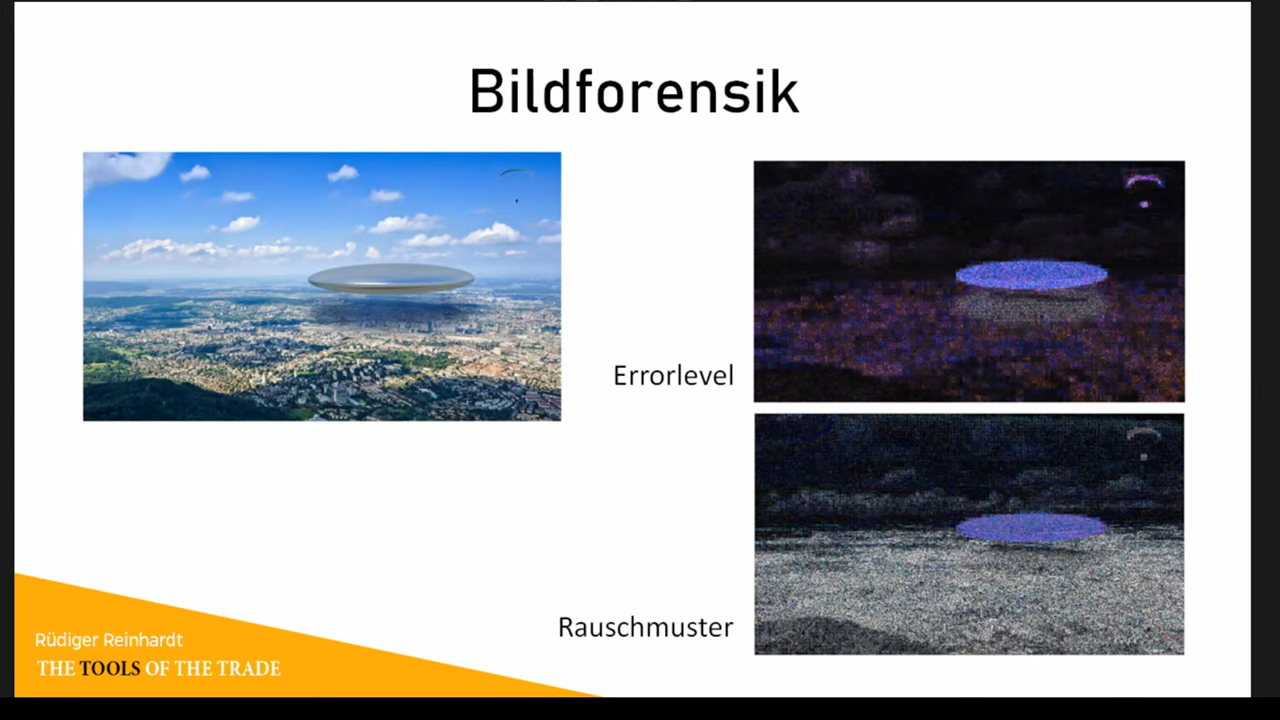 Bildforensik
Errorlevel
Rauschmuster
Rüdiger Reinhardt
THE TOOLS OF THE TRADE